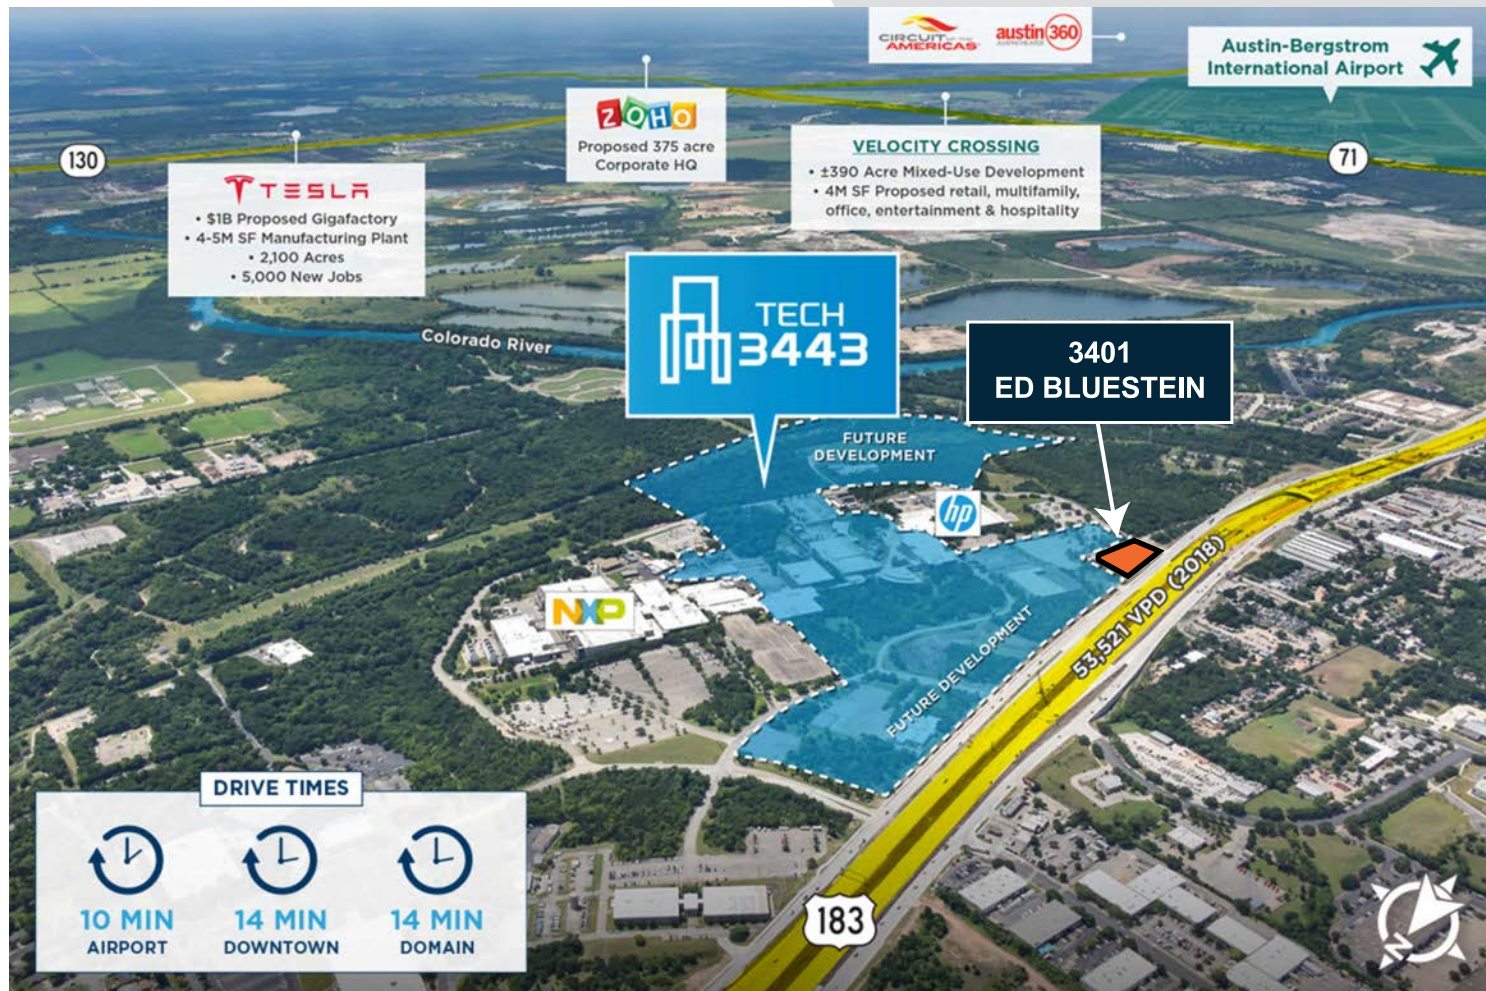 CIRCUIT OF THE
AMERICAS
austin360
AMPHITHEATER
Austin-Bergstrom
International Airport
ZOHO
Proposed 375 acre
Corporate HQ
VELOCITY CROSSING
• ±390 Acre Mixed-Use Development
• 4M SF Proposed retail, multifamily,
office, entertainment & hospitality
130
71
TESLA
• $1B Proposed Gigafactory
• 4-5M SF Manufacturing Plant
• 2,100 Acres
• 5,000 New Jobs
TECH
3443
Colorado River
3401
ED BLUESTEIN
FUTURE
DEVELOPMENT
hp
NXP
53,521 VPD (2018)
FUTURE DEVELOPMENT
DRIVE TIMES
10 MIN
AIRPORT
14 MIN
DOWNTOWN
14 MIN
DOMAIN
183
N